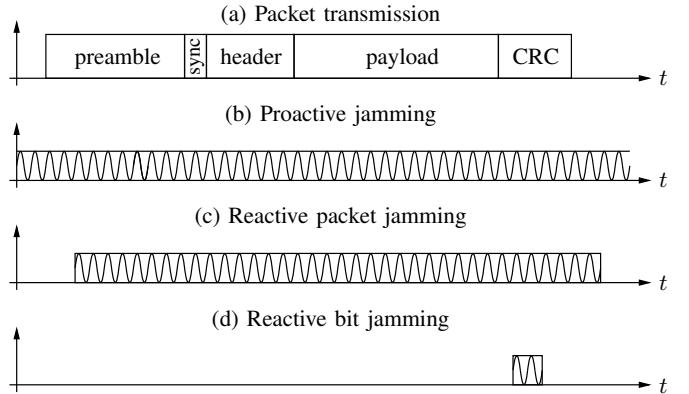 (a) Packet transmission
preamble sync header payload CRC
t
(b) Proactive jamming
t
(c) Reactive packet jamming
t
(d) Reactive bit jamming
t